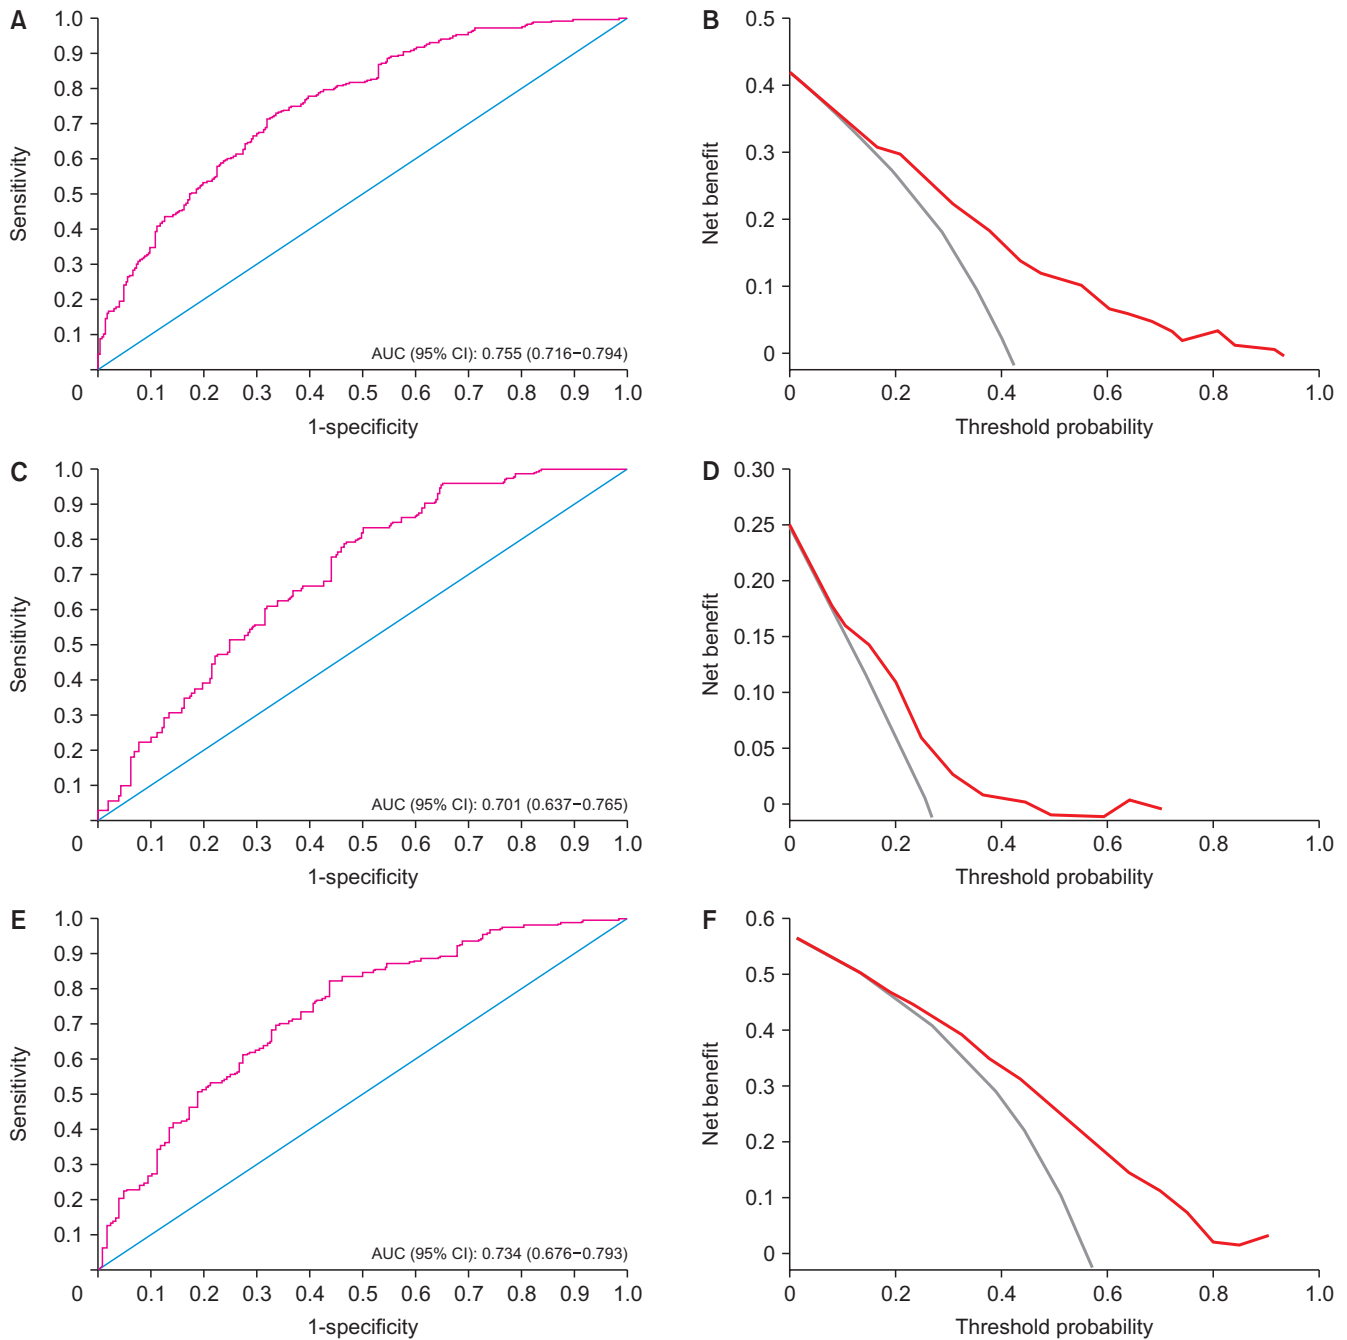 A
1.0
0.9
0.8
0.7
0.6
0.5
0.4
0.3
0.2
0.1
Sensitivity
AUC (95% CI): 0.755 (0.716−0.794)
0 0.1 0.2 0.3 0.4 0.5 0.6 0.7 0.8 0.9 1.0
1-specificity
B
0.5
0.4
0.3
0.2
0.1
0
Net benefit
0 0.2 0.4 0.6 0.8 1.0
Threshold probability
C
1.0
0.9
0.8
0.7
0.6
0.5
0.4
0.3
0.2
0.1
Sensitivity
AUC (95% CI): 0.701 (0.637−0.765)
0 0.1 0.2 0.3 0.4 0.5 0.6 0.7 0.8 0.9 1.0
1-specificity
D
0.30
0.25
0.20
0.15
0.10
0.05
0
Net benefit
0 0.2 0.4 0.6 0.8 1.0
Threshold probability
E
1.0
0.9
0.8
0.7
0.6
0.5
0.4
0.3
0.2
0.1
Sensitivity
AUC (95% CI): 0.734 (0.676−0.793)
0 0.1 0.2 0.3 0.4 0.5 0.6 0.7 0.8 0.9 1.0
1-specificity
F
0.6
0.5
0.4
0.3
0.2
0.1
0
Net benefit
0 0.2 0.4 0.6 0.8 1.0
Threshold probability